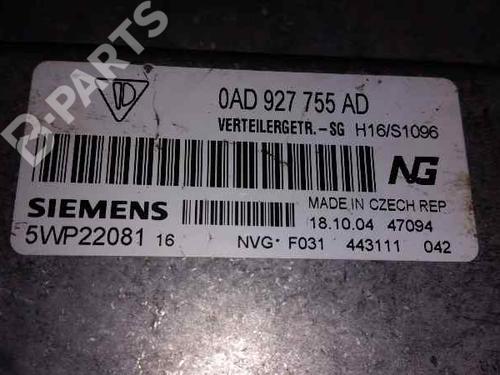 B-PARTS
0AD 927 755 AD
VERTEILERGETR.-SG H16/S1096
NG
SIEMENS
MADE IN CZECH REP
18.10.04 47094
5WP22081 16
NVG* F031 443111 042